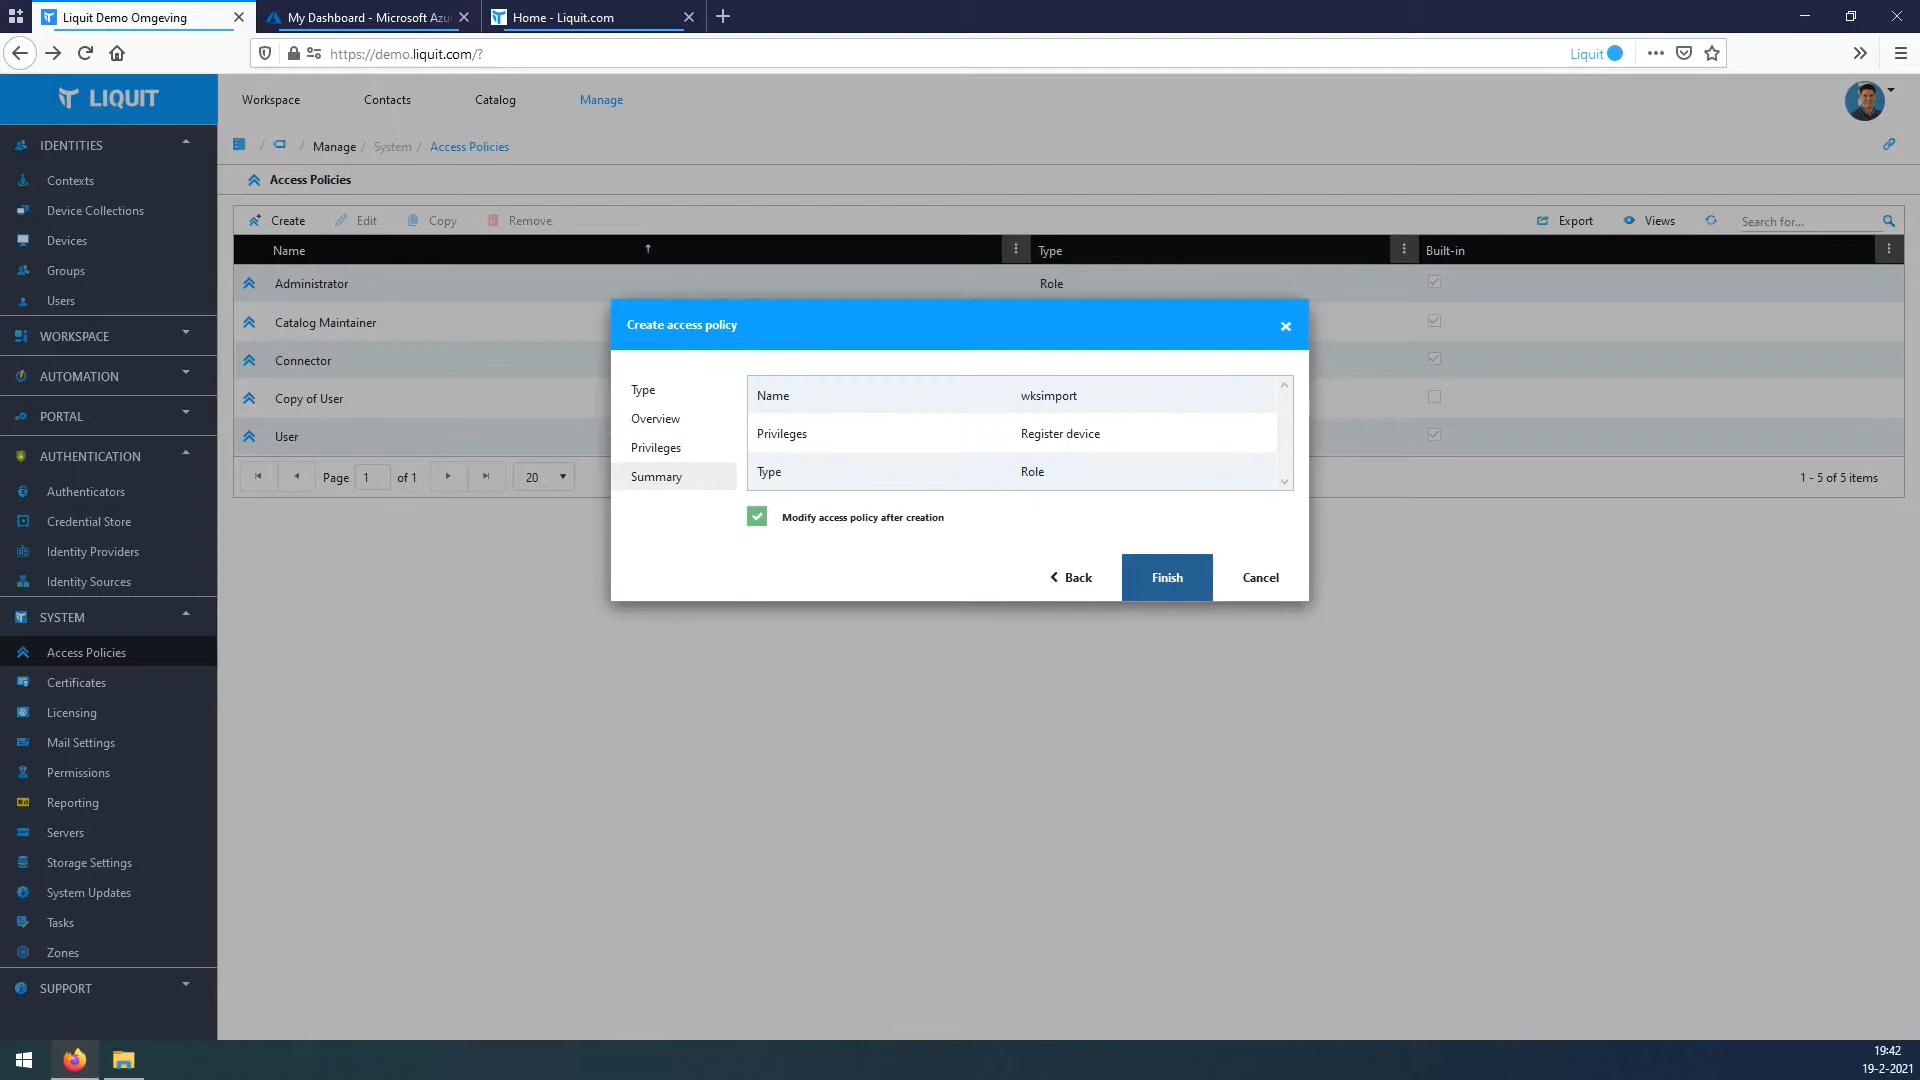 Liquit Demo Omgeving
My Dashboard - Microsoft Azu
Home - Liquit.com
https://demo.liquit.com/?
Liquit
LIQUIT
Workspace
Contacts
Catalog
Manage
IDENTITIES
Contexts
Device Collections
Devices
Groups
Users
WORKSPACE
AUTOMATION
PORTAL
AUTHENTICATION
Authenticators
Credential Store
Identity Providers
Identity Sources
SYSTEM
Access Policies
Certificates
Licensing
Mail Settings
Permissions
Reporting
Servers
Storage Settings
System Updates
Tasks
Zones
SUPPORT
/ / Manage / System / Access Policies
Access Policies
Create Edit Copy Remove
Export Views Search for...
Name Type Built-in
Administrator Role
Catalog Maintainer
Connector
Copy of User
User
Page 1 of 1 20
1 - 5 of 5 items
Create access policy
Type
Overview
Privileges
Summary
Name wksimport
Privileges Register device
Type Role
Modify access policy after creation
Back Finish Cancel
19:42
19-2-2021